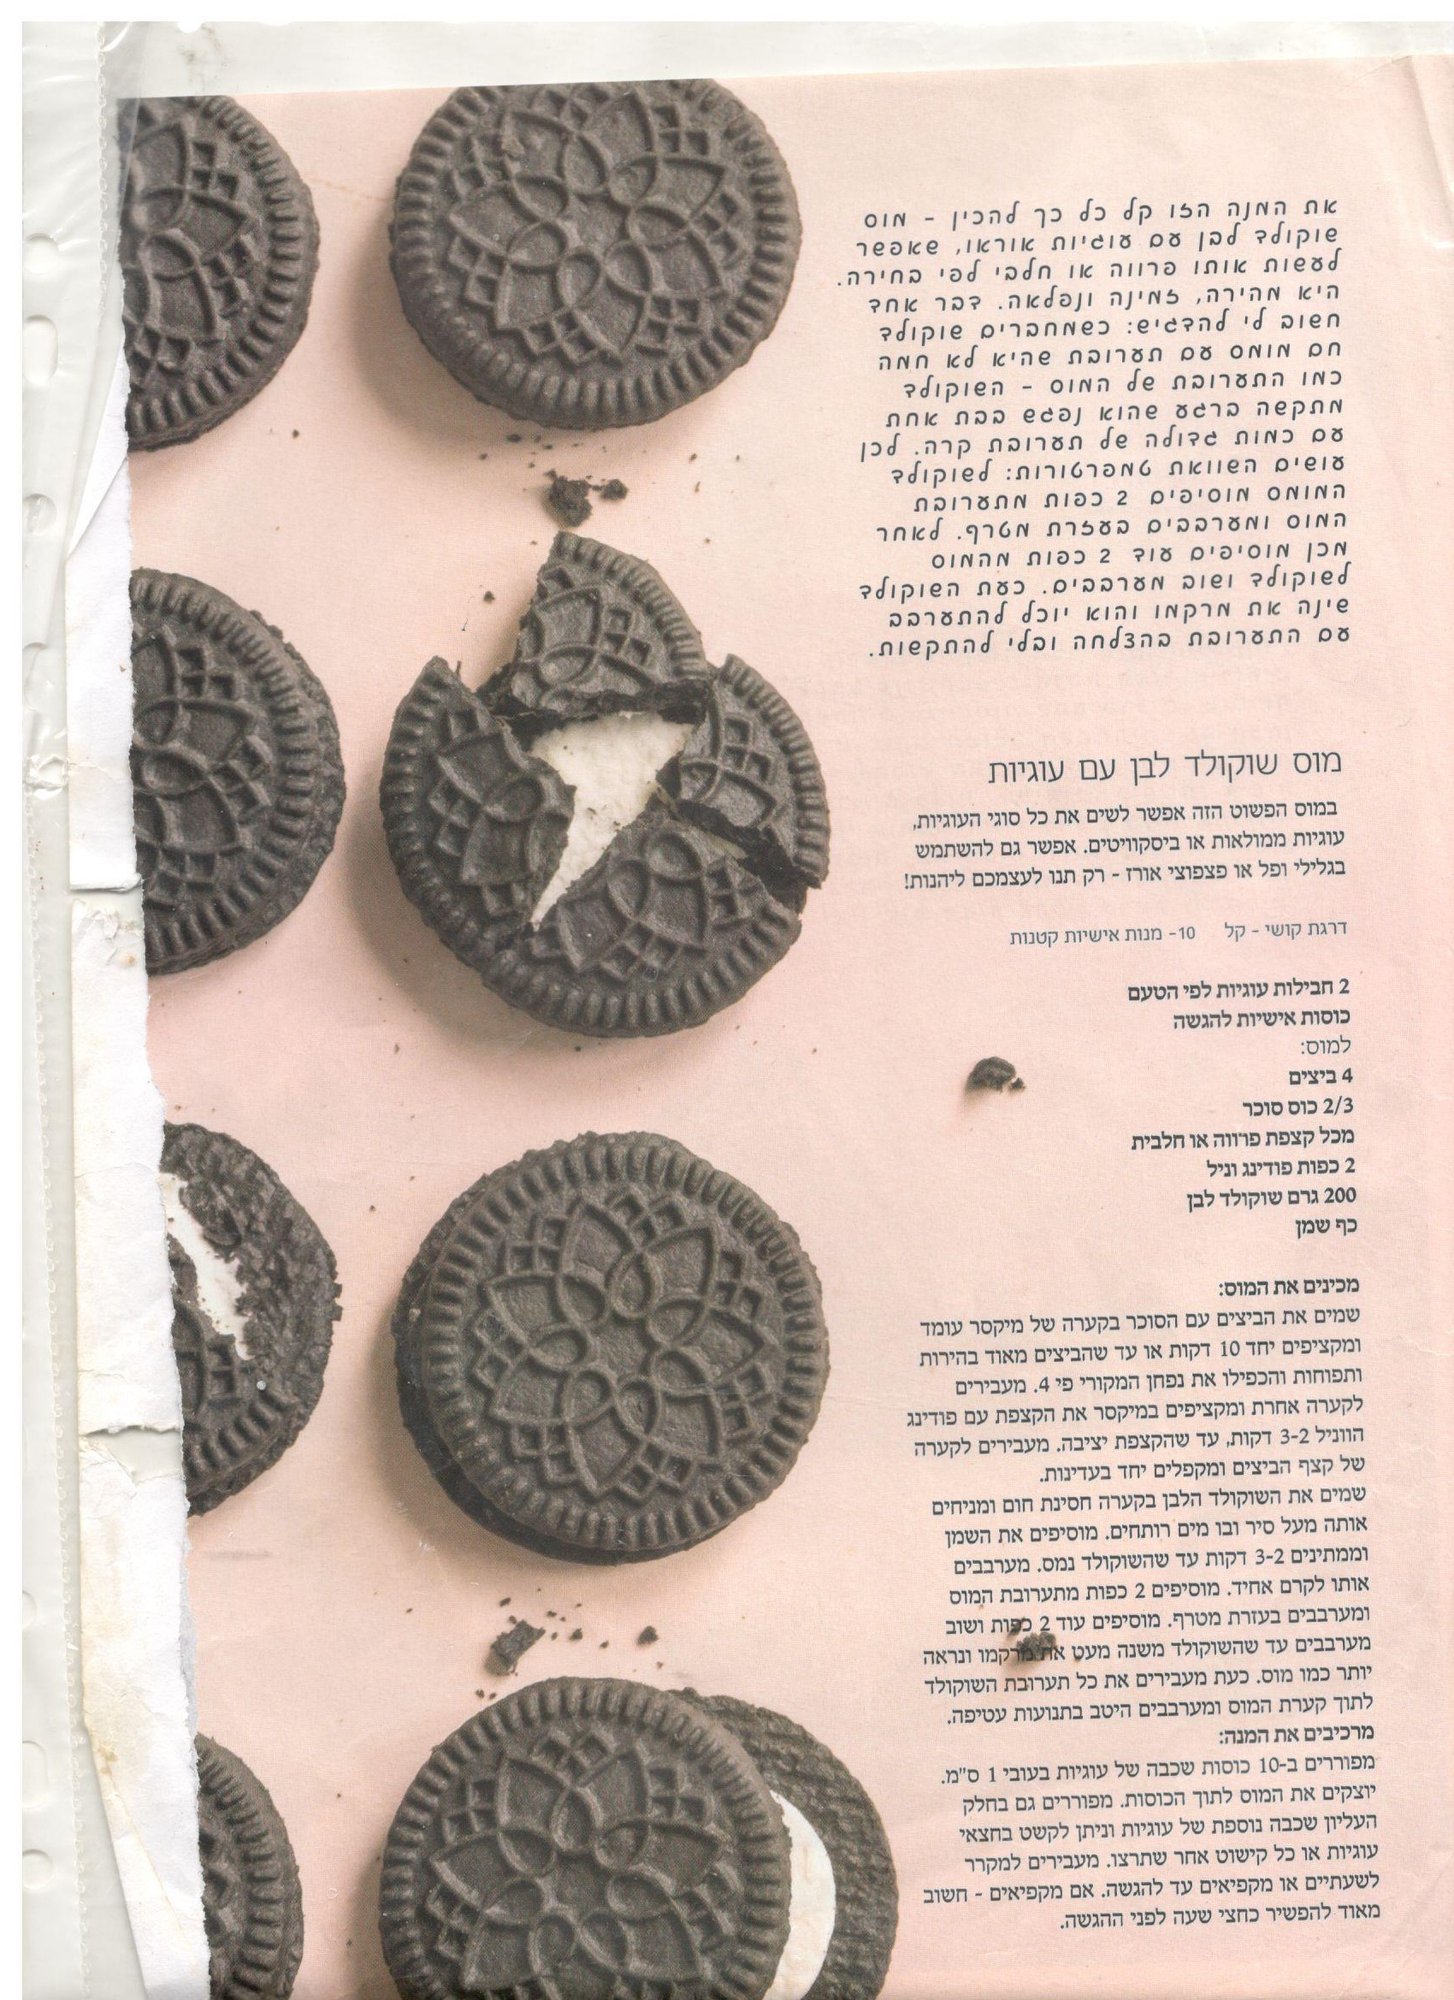 את המנה הזו קל כל כך להכין - מוס
שוקולד לבן עם עוגיות אוראו, שאפשר
לעשות אותו פרווה או חלבי לפי בחירה.
היא מהירה, זמינה ונפלאה. דבר אחד
חשוב לי להדגיש: כשמחברים שוקולד
חם מומס עם תערובת שהיא לא חמה
כמו התערובת של המוס - השוקולד
מתקשה ברגע שהוא נפגש בבת אחת
עם כמות גדולה של תערובת קרה. לכן
עושים השוואת טמפרטורות: לשוקולד
המומס מוסיפים 2 כפות מתערובת
המוס ומערבבים בעזרת מטרף. לאחר
מכן מוסיפים עוד 2 כפות מהמוס
לשוקולד ושוב מערבבים. כעת השוקולד
שינה את מרקמו והוא יוכל להתערבב
עם התערובת בהצלחה ובלי להתקשות.
מוס שוקולד לבן עם עוגיות
במוס הפשוט הזה אפשר לשים את כל סוגי העוגיות,
עוגיות ממולאות או ביסקוויטים. אפשר גם להשתמש
בגלילי ופל או פצפוצי אורז - רק תנו לעצמכם ליהנות!
דרגת קושי - קל 10- מנות אישיות קטנות
2 חבילות עוגיות לפי הטעם
כוסות אישיות להגשה
למוס:
4 ביצים
2/3 כוס סוכר
מכל קצפת פרווה או חלבית
2 כפות פודינג וניל
200 גרם שוקולד לבן
כף שמן
מכינים את המוס:
שמים את הביצים עם הסוכר בקערה של מיקסר עומד
ומקציפים יחד 10 דקות או עד שהביצים מאוד בהירות
ותפוחות והכפילו את נפחן המקורי פי 4. מעבירים
לקערה אחרת ומקציפים במיקסר את הקצפת עם פודינג
הווניל 3-2 דקות, עד שהקצפת יציבה. מעבירים לקערה
של קצף הביצים ומקפלים יחד בעדינות.
שמים את השוקולד הלבן בקערה חסינת חום ומניחים
אותה מעל סיר ובו מים רותחים. מוסיפים את השמן
וממתינים 3-2 דקות עד שהשוקולד נמס. מערבבים
אותו לקרם אחיד. מוסיפים 2 כפות מתערובת המוס
ומערבבים בעזרת מטרף. מוסיפים עוד 2 כפות ושוב
מערבבים עד שהשוקולד משנה מעט את מרקמו ונראה
יותר כמו מוס. כעת מעבירים את כל תערובת השוקולד
לתוך קערת המוס ומערבבים היטב בתנועות עטיפה.
מרכיבים את המנה:
מפוררים ב-10 כוסות שכבה של עוגיות בעובי 1 ס"מ.
יוצקים את המוס לתוך הכוסות. מפוררים גם בחלק
העליון שכבה נוספת של עוגיות וניתן לקשט בחצאי
עוגיות או כל קישוט אחר שתרצו. מעבירים למקרר
לשעתיים או מקפיאים עד להגשה. אם מקפיאים - חשוב
מאוד להפשיר כחצי שעה לפני ההגשה.